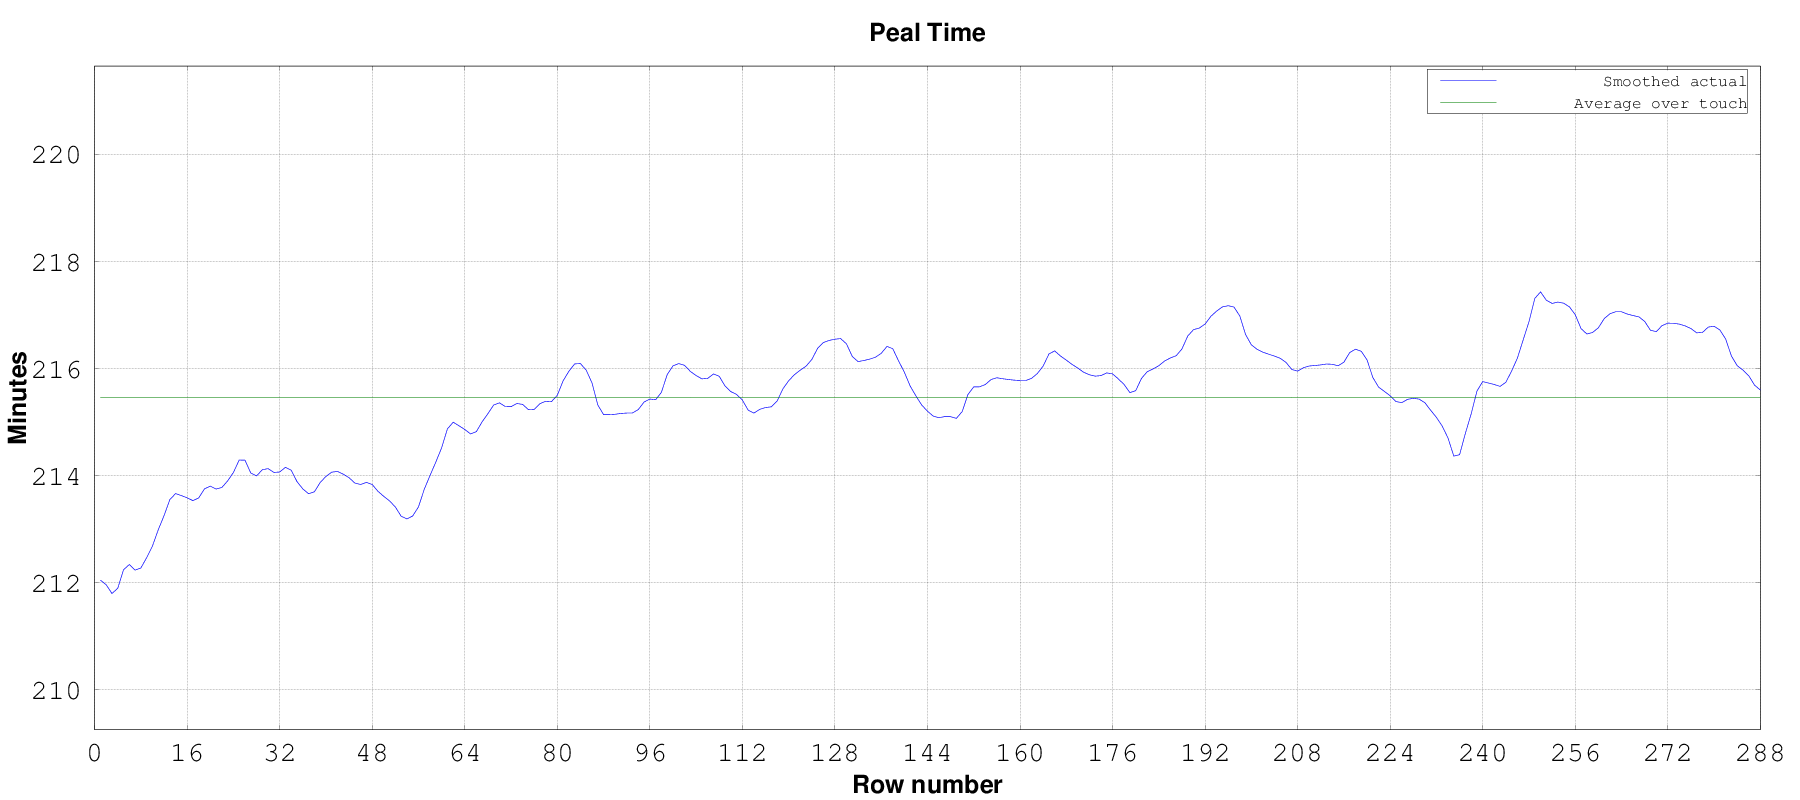 Peal Time
Smoothed actual
Average over touch
220
218
216
214
212
210
Minutes
0 16 32 48 64 80 96 112 128 144 160 176 192 208 224 240 256 272 288
Row number